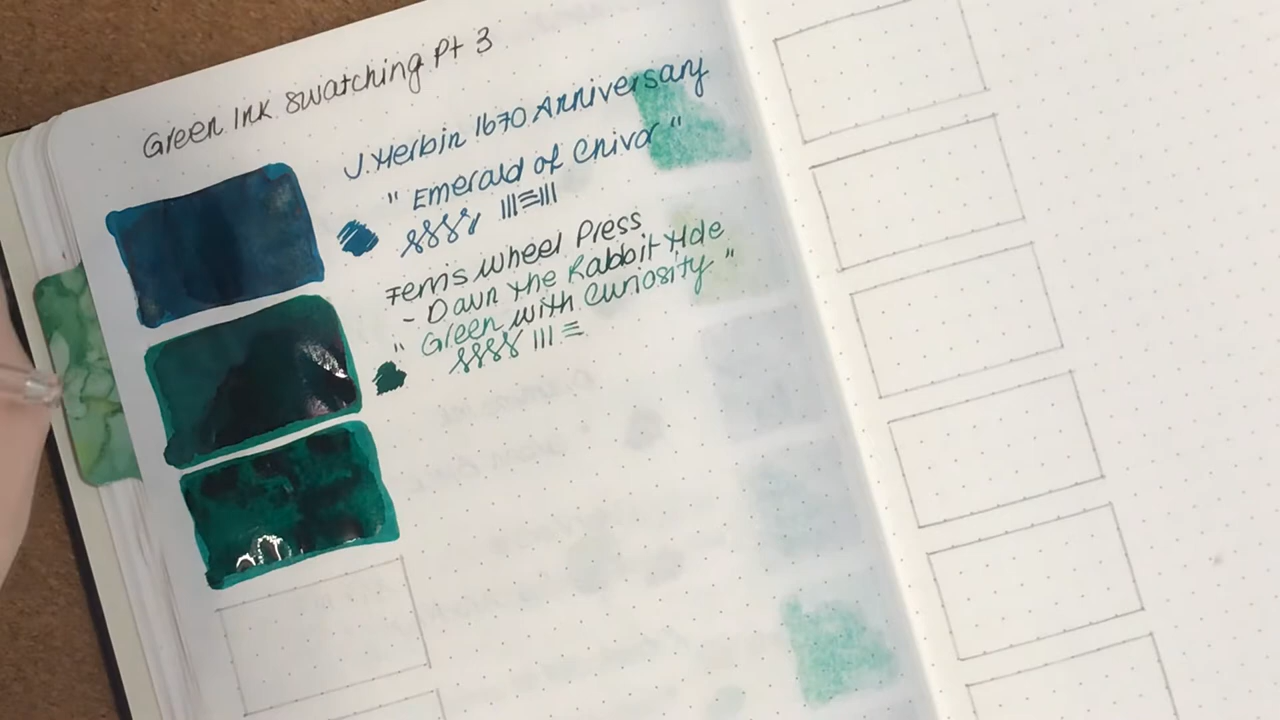 Green Ink Swatching Pt 3
J. Herbin 1670 Anniversary
" Emerald of Chivor "
Ferris Wheel Press
- Down the Rabbit Hole
" Green with Curiosity "